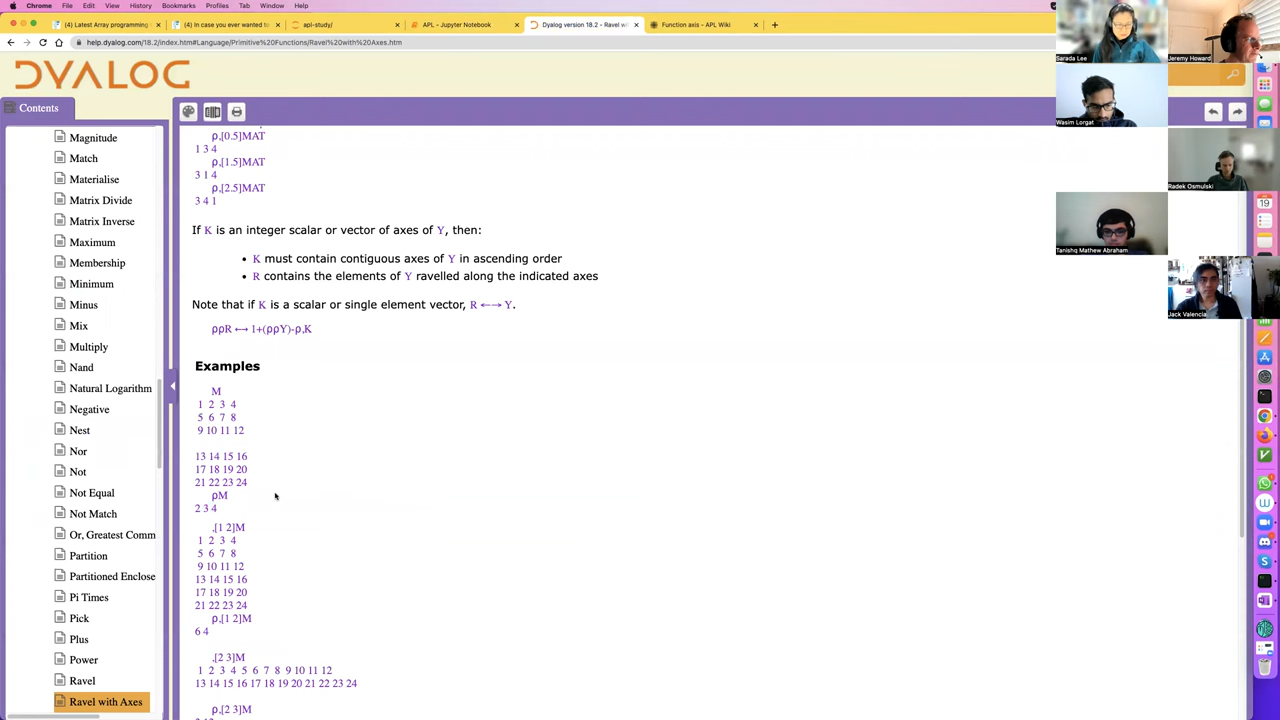 Chrome File Edit View History Bookmarks Profiles Tab Window Help
(4) Latest Array programming t
(4) In case you ever wanted to
apl-study/
APL - Jupyter Notebook
Dyalog version 18.2 - Ravel wi
Function axis - APL Wiki
help.dyalog.com/18.2/index.htm#Language/Primitive%20Functions/Ravel%20with%20Axes.htm
DYALOG
Contents
Magnitude
Match
Materialise
Matrix Divide
Matrix Inverse
Maximum
Membership
Minimum
Minus
Mix
Multiply
Nand
Natural Logarithm
Negative
Nest
Nor
Not
Not Equal
Not Match
Or, Greatest Comm
Partition
Partitioned Enclose
Pi Times
Pick
Plus
Power
Ravel
Ravel with Axes
⍴,[0.5]MAT
1 3 4
⍴,[1.5]MAT
3 1 4
⍴,[2.5]MAT
3 4 1
If K is an integer scalar or vector of axes of Y, then:
• K must contain contiguous axes of Y in ascending order
• R contains the elements of Y ravelled along the indicated axes
Note that if K is a scalar or single element vector, R ←→ Y.
⍴⍴R ←→ 1+(⍴⍴Y)-⍴,K
Examples
M
1 2 3 4
5 6 7 8
9 10 11 12
13 14 15 16
17 18 19 20
21 22 23 24
⍴M
2 3 4
,[1 2]M
1 2 3 4
5 6 7 8
9 10 11 12
13 14 15 16
17 18 19 20
21 22 23 24
⍴,[1 2]M
6 4
,[2 3]M
1 2 3 4 5 6 7 8 9 10 11 12
13 14 15 16 17 18 19 20 21 22 23 24
⍴,[2 3]M
Sarada Lee
Jeremy Howard
Wasim Lorgat
Radek Osmulski
Tanishq Mathew Abraham
Jack Valencia
19